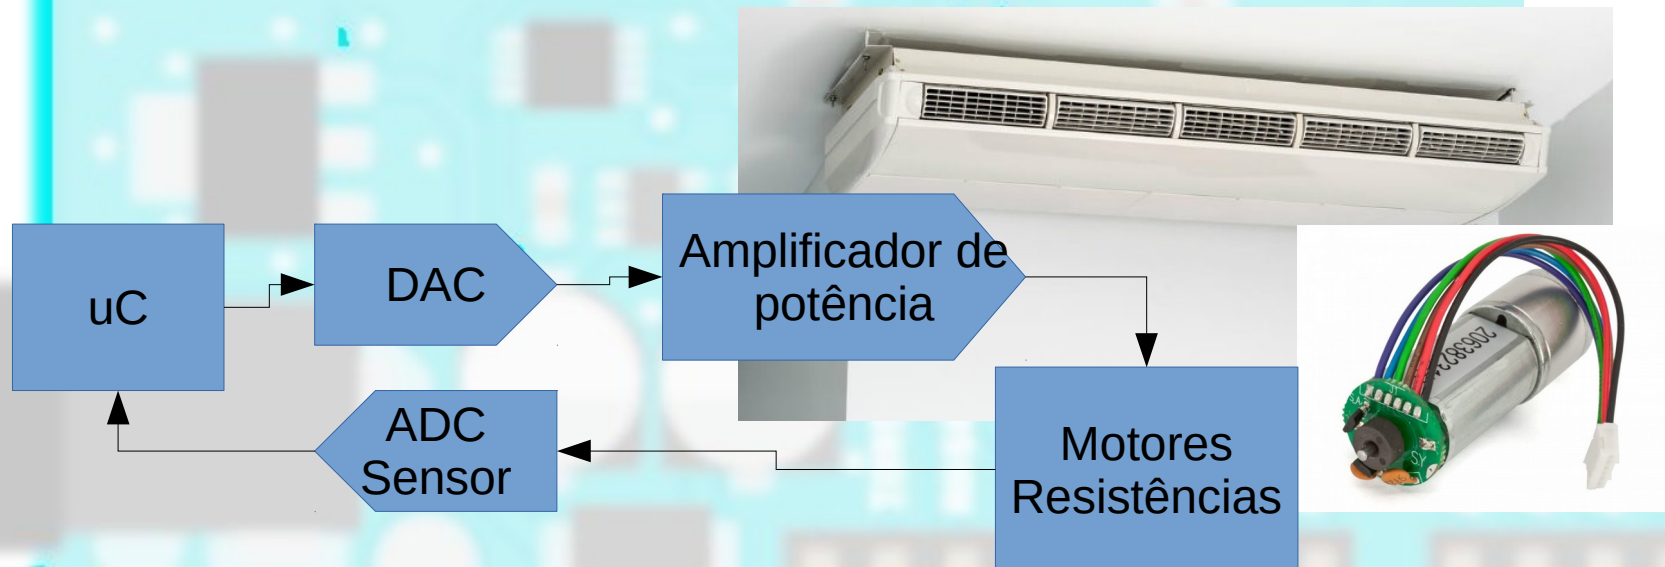 uC
DAC
Amplificador de
potência
ADC
Sensor
Motores
Resistências